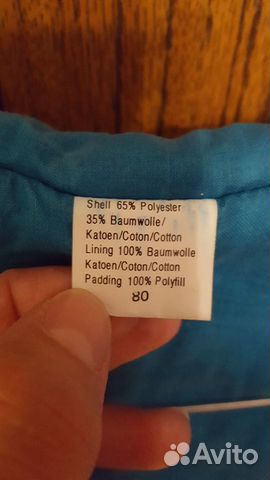 Shell 65% Polyester
35% Baumwolle/
Katoen/Coton/Cotton
Lining 100% Baumwolle
Katoen/Coton/Cotton
Padding 100% Polyfill
80
Avito